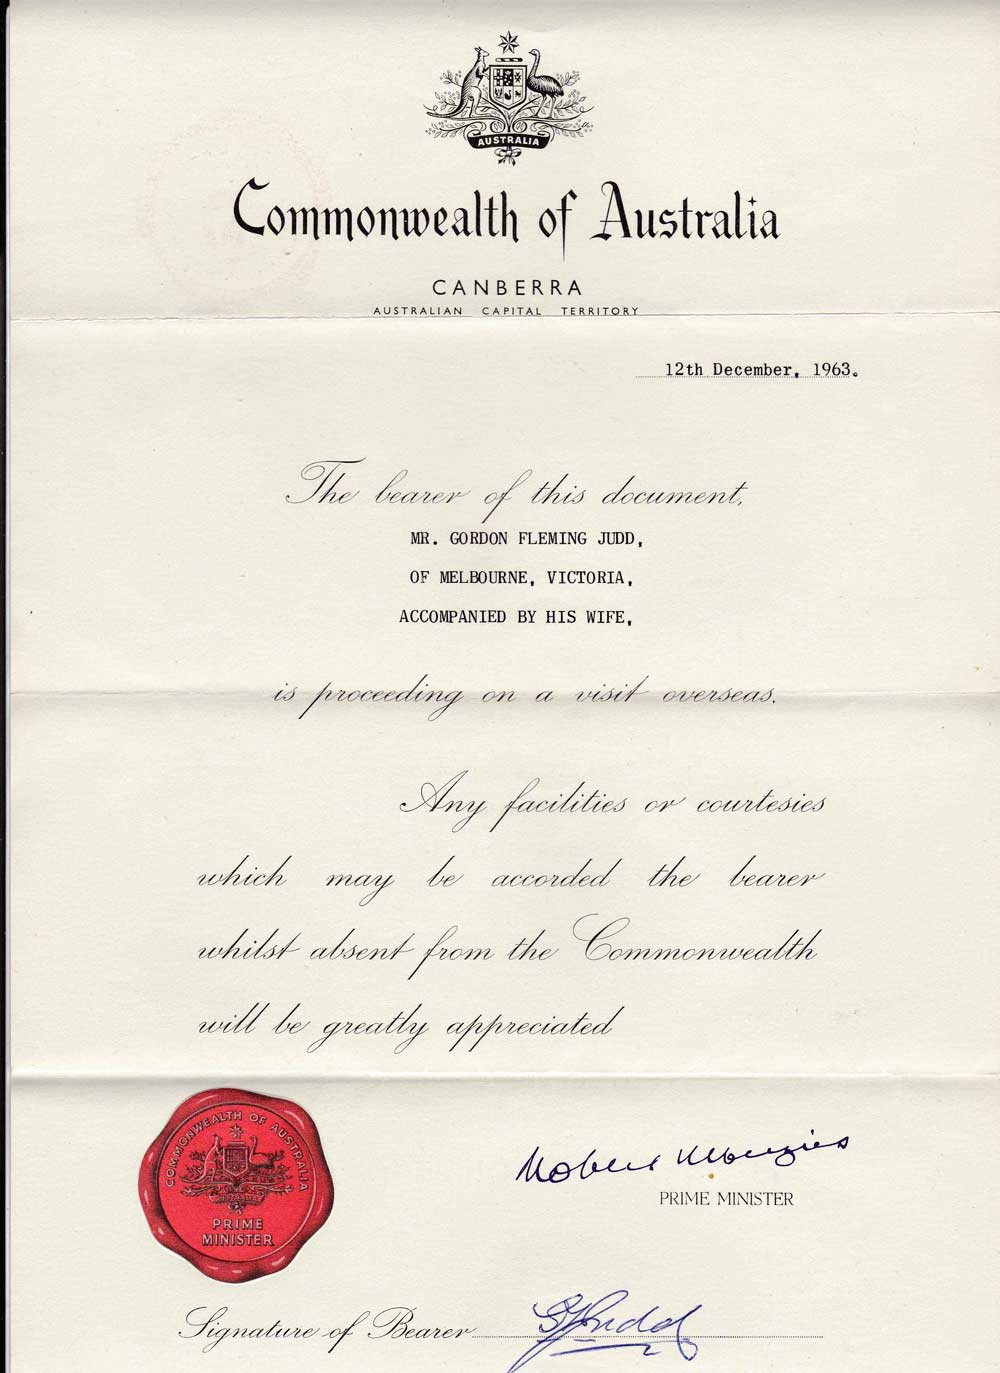 AUSTRALIA
Commonwealth of Australia
CANBERRA
AUSTRALIAN CAPITAL TERRITORY
12th December, 1963.
The bearer of this document,
MR. GORDON FLEMING JUDD,
OF MELBOURNE, VICTORIA,
ACCOMPANIED BY HIS WIFE,
is proceeding on a visit overseas.
Any facilities or courtesies
which may be accorded the bearer
whilst absent from the Commonwealth
will be greatly appreciated
COMMONWEALTH OF AUSTRALIA
PRIME
MINISTER
Robert Menzies
PRIME MINISTER
Signature of Bearer GFJudd